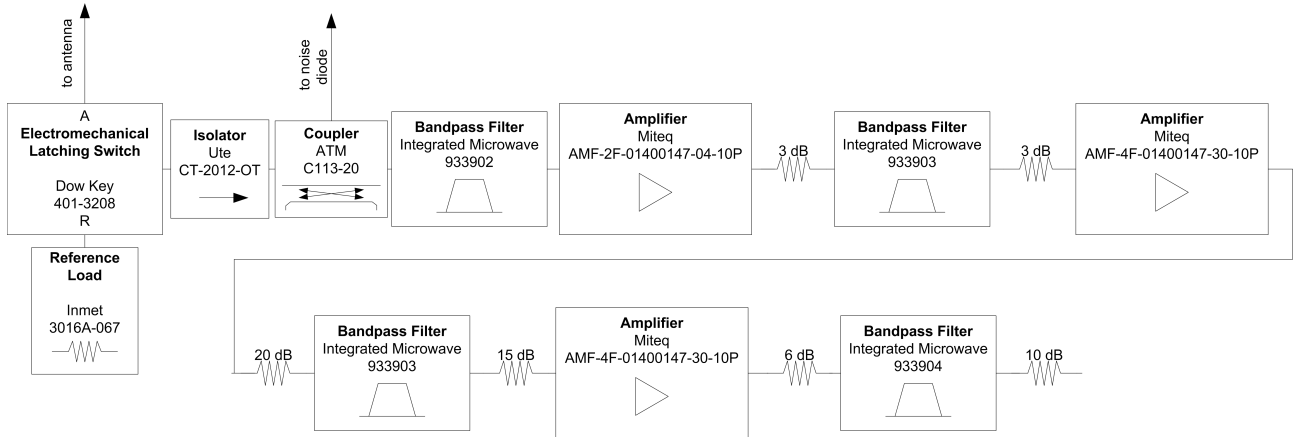 to antenna
to noise
diode
A
Electromechanical
Latching Switch
Dow Key
401-3208
R
Reference
Load
Inmet
3016A-067
Isolator
Ute
CT-2012-OT
Coupler
ATM
C113-20
Bandpass Filter
Integrated Microwave
933902
Amplifier
Miteq
AMF-2F-01400147-04-10P
3 dB
Bandpass Filter
Integrated Microwave
933903
3 dB
Amplifier
Miteq
AMF-4F-01400147-30-10P
20 dB
Bandpass Filter
Integrated Microwave
933903
15 dB
Amplifier
Miteq
AMF-4F-01400147-30-10P
6 dB
Bandpass Filter
Integrated Microwave
933904
10 dB